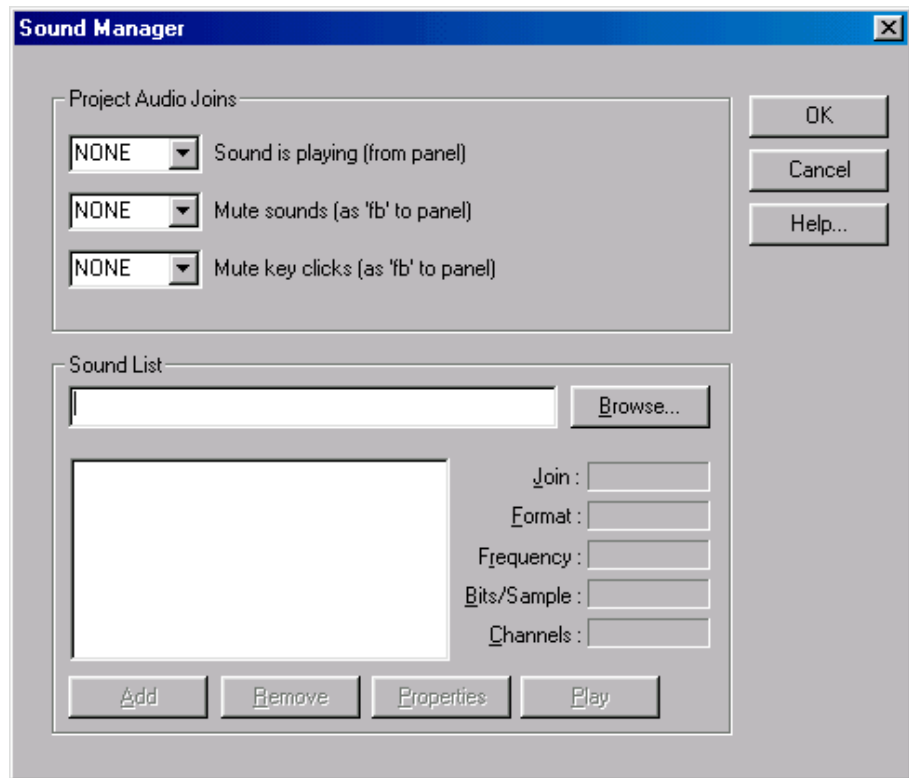 Sound Manager
Project Audio Joins
NONE Sound is playing (from panel)
NONE Mute sounds (as 'fb' to panel)
NONE Mute key clicks (as 'fb' to panel)
OK
Cancel
Help...
Sound List
Browse...
Join :
Format :
Frequency :
Bits/Sample :
Channels :
Add Remove Properties Play